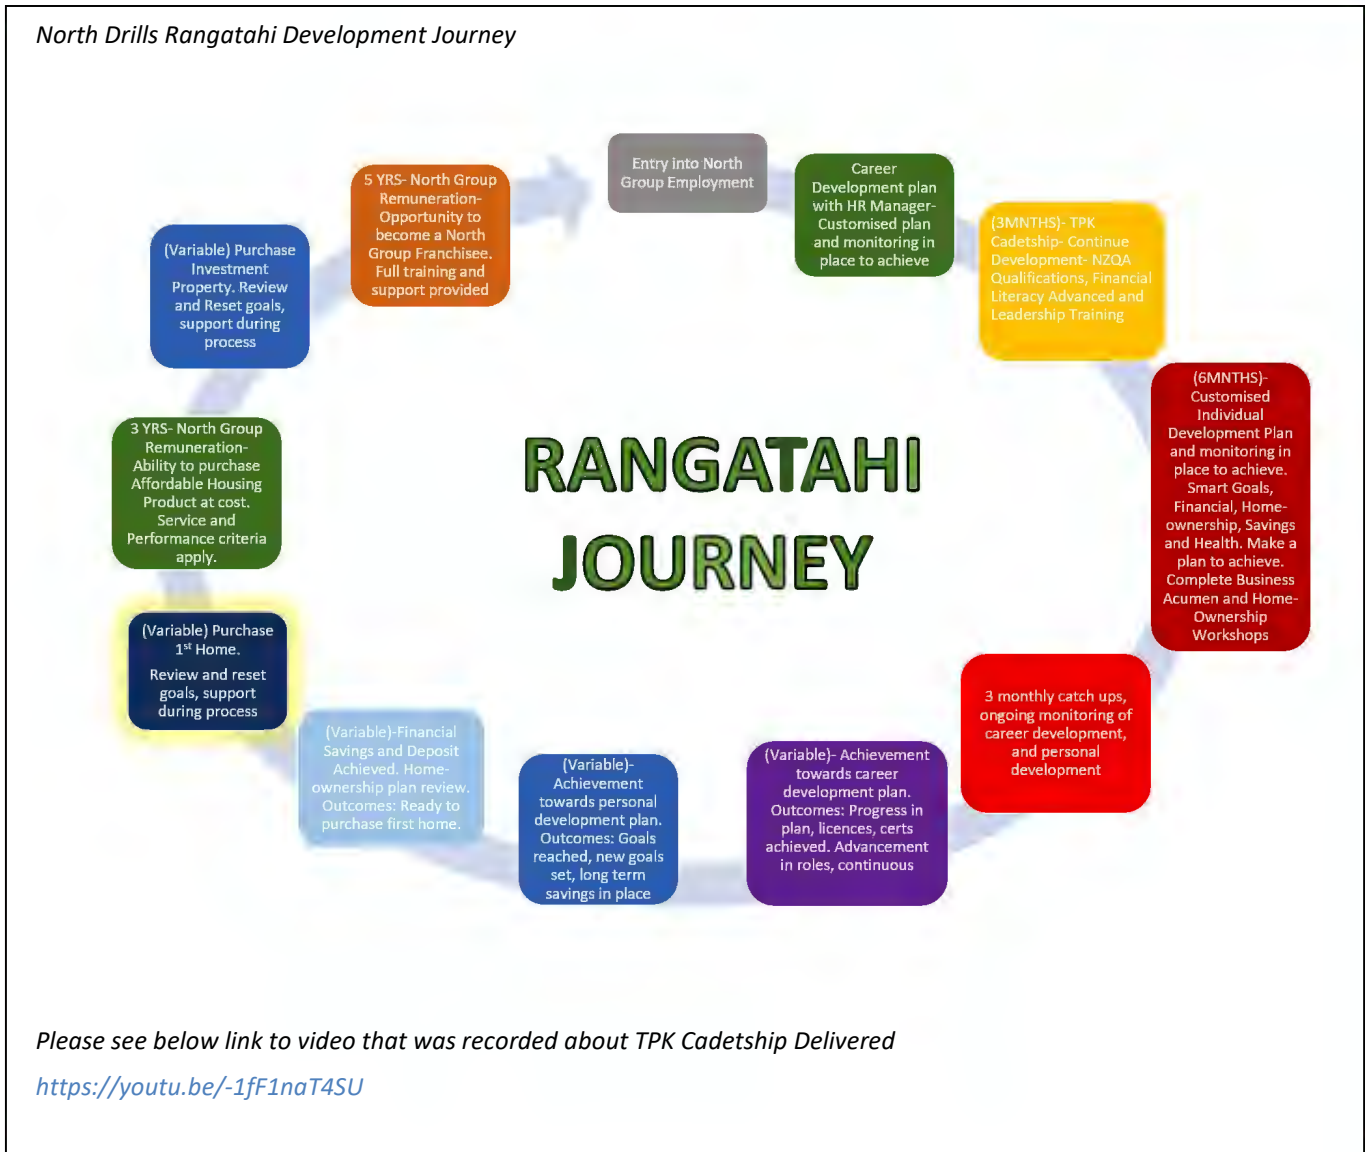 North Drills Rangatahi Development Journey
Entry into North
Group Employment
Career
Development plan
with HR Manager-
Customised plan
and monitoring in
place to achieve
(3MNTHS)- TPK
Cadetship- Continue
Development- NZQA
Qualifications, Financial
Literacy Advanced and
Leadership Training
(6MNTHS)-
Customised
Individual
Development Plan
and monitoring in
place to achieve.
Smart Goals,
Financial, Home-
ownership, Savings
and Health. Make a
plan to achieve.
Complete Business
Acumen and Home-
Ownership
Workshops
3 monthly catch ups,
ongoing monitoring of
career development,
and personal
development
(Variable)- Achievement
towards career
development plan.
Outcomes: Progress in
plan, licences, certs
achieved. Advancement
in roles, continuous
(Variable)-
Achievement
towards personal
development plan.
Outcomes: Goals
reached, new goals
set, long term
savings in place
(Variable)-Financial
Savings and Deposit
Achieved. Home-
ownership plan review.
Outcomes: Ready to
purchase first home.
(Variable) Purchase
1st Home.
Review and reset
goals, support
during process
3 YRS- North Group
Remuneration-
Ability to purchase
Affordable Housing
Product at cost.
Service and
Performance criteria
apply.
(Variable) Purchase
Investment
Property. Review
and Reset goals,
support during
process
5 YRS- North Group
Remuneration-
Opportunity to
become a North
Group Franchisee.
Full training and
support provided
RANGATAHI
JOURNEY
Please see below link to video that was recorded about TPK Cadetship Delivered
https://youtu.be/-1fF1naT4SU